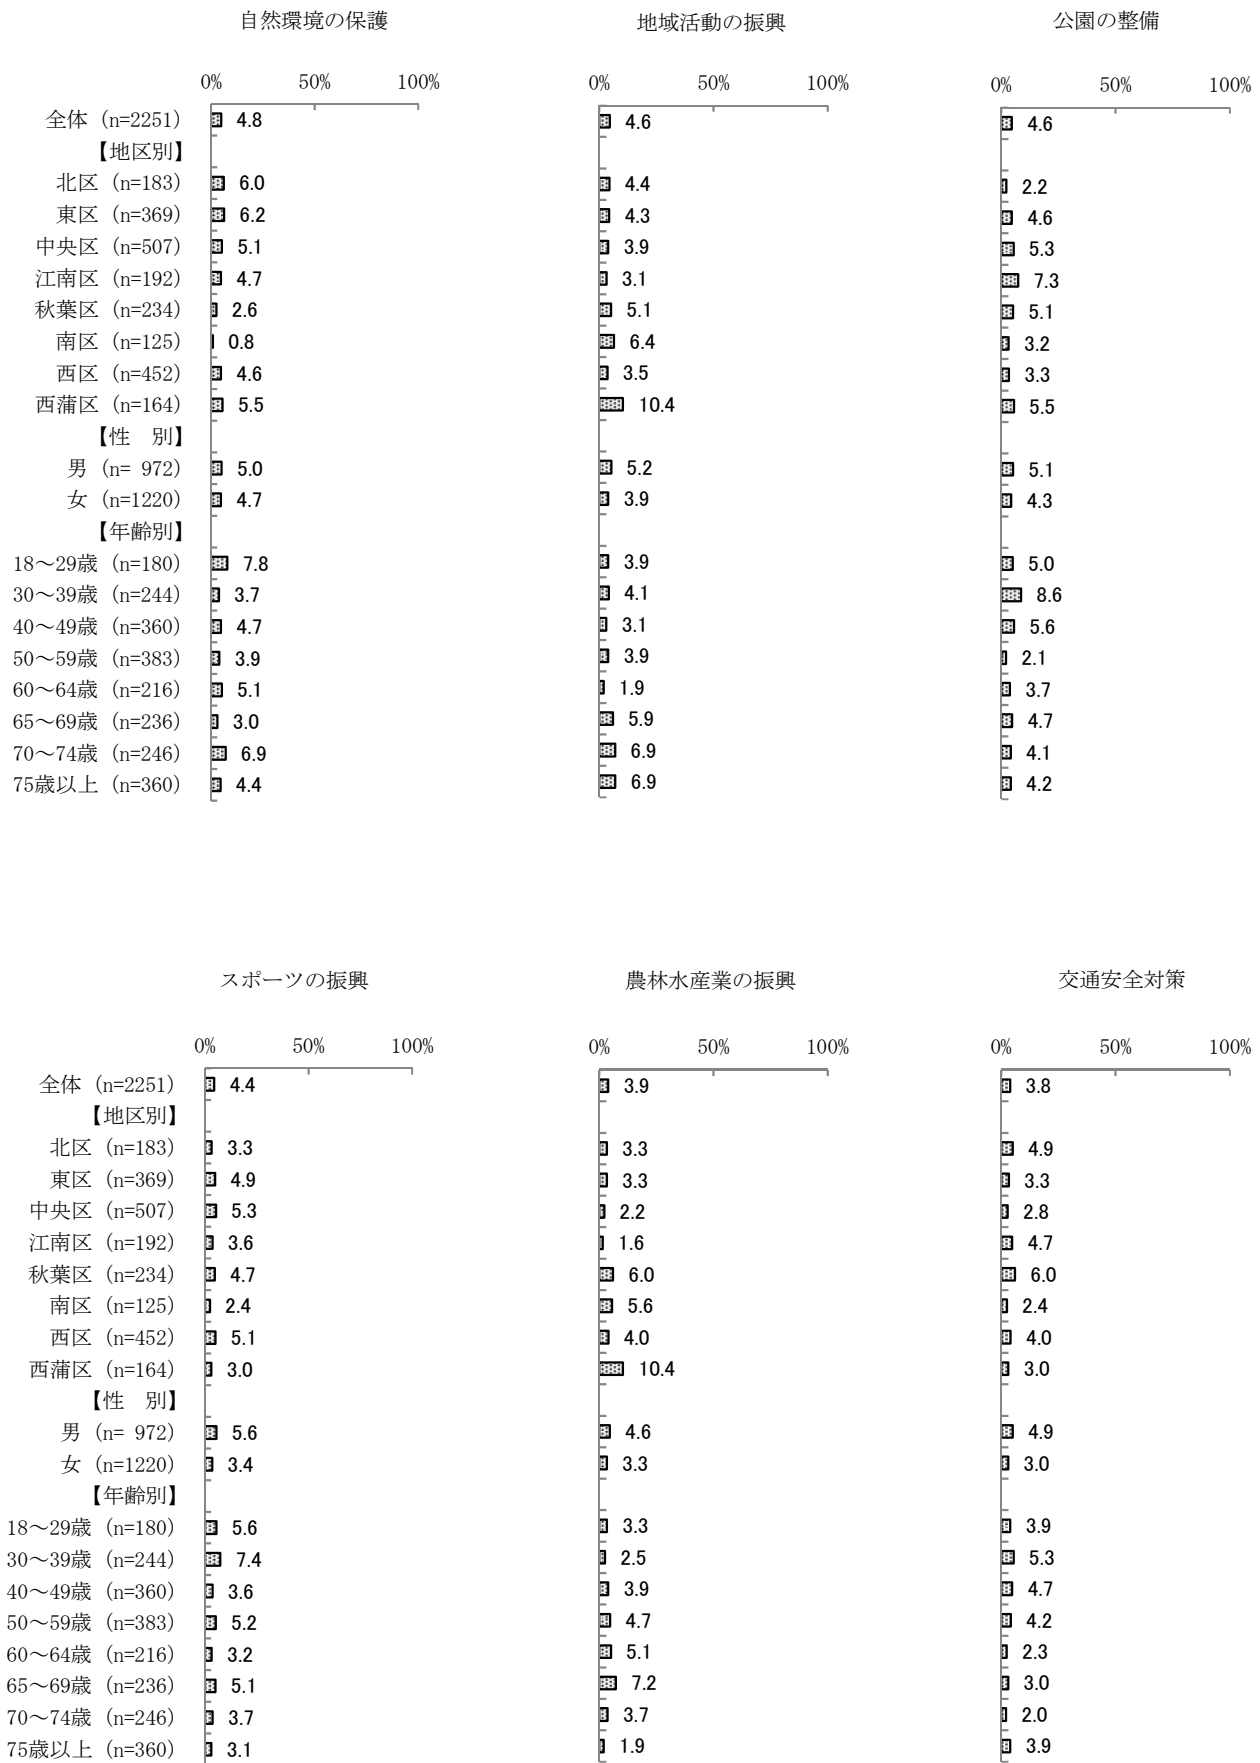 自然環境の保護 地域活動の振興 公園の整備
0% 50% 100% 0% 50% 100% 0% 50% 100%
全体 (n=2251) 4.8 4.6 4.6
【地区別】
北区 (n=183) 6.0 4.4 2.2
東区 (n=369) 6.2 4.3 4.6
中央区 (n=507) 5.1 3.9 5.3
江南区 (n=192) 4.7 3.1 7.3
秋葉区 (n=234) 2.6 5.1 5.1
南区 (n=125) 0.8 6.4 3.2
西区 (n=452) 4.6 3.5 3.3
西蒲区 (n=164) 5.5 10.4 5.5
【性　別】
男 (n= 972) 5.0 5.2 5.1
女 (n=1220) 4.7 3.9 4.3
【年齢別】
18～29歳 (n=180) 7.8 3.9 5.0
30～39歳 (n=244) 3.7 4.1 8.6
40～49歳 (n=360) 4.7 3.1 5.6
50～59歳 (n=383) 3.9 3.9 2.1
60～64歳 (n=216) 5.1 1.9 3.7
65～69歳 (n=236) 3.0 5.9 4.7
70～74歳 (n=246) 6.9 6.9 4.1
75歳以上 (n=360) 4.4 6.9 4.2
スポーツの振興 農林水産業の振興 交通安全対策
0% 50% 100% 0% 50% 100% 0% 50% 100%
全体 (n=2251) 4.4 3.9 3.8
【地区別】
北区 (n=183) 3.3 3.3 4.9
東区 (n=369) 4.9 3.3 3.3
中央区 (n=507) 5.3 2.2 2.8
江南区 (n=192) 3.6 1.6 4.7
秋葉区 (n=234) 4.7 6.0 6.0
南区 (n=125) 2.4 5.6 2.4
西区 (n=452) 5.1 4.0 4.0
西蒲区 (n=164) 3.0 10.4 3.0
【性　別】
男 (n= 972) 5.6 4.6 4.9
女 (n=1220) 3.4 3.3 3.0
【年齢別】
18～29歳 (n=180) 5.6 3.3 3.9
30～39歳 (n=244) 7.4 2.5 5.3
40～49歳 (n=360) 3.6 3.9 4.7
50～59歳 (n=383) 5.2 4.7 4.2
60～64歳 (n=216) 3.2 5.1 2.3
65～69歳 (n=236) 5.1 7.2 3.0
70～74歳 (n=246) 3.7 3.7 2.0
75歳以上 (n=360) 3.1 1.9 3.9